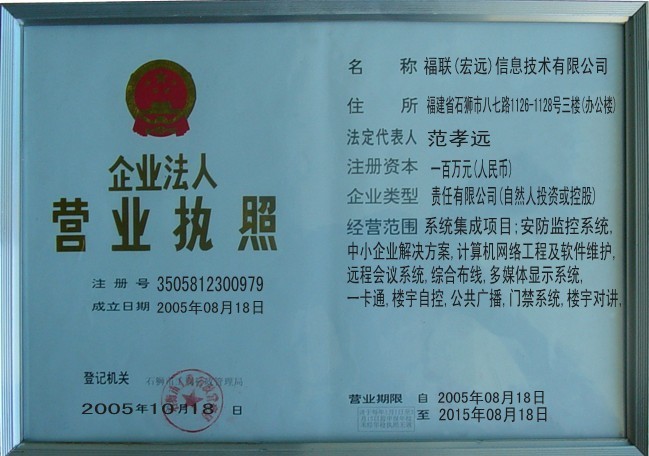 企业法人
营业执照
注册号 3505812300979
成立日期 2005年08月18日
登记机关
石狮市工商行政管理局
2005年10月18日
名称 福联(宏远)信息技术有限公司
住所 福建省石狮市八七路1126-1128号三楼(办公楼)
法定代表人 范孝远
注册资本 一百万元(人民币)
企业类型 责任有限公司(自然人投资或控股)
经营范围 系统集成项目;安防监控系统,
中小企业解决方案,计算机网络工程及软件维护,
远程会议系统,综合布线,多媒体显示系统,
一卡通,楼宇自控,公共广播,门禁系统,楼宇对讲,
营业期限 自 2005年08月18日
至 2015年08月18日